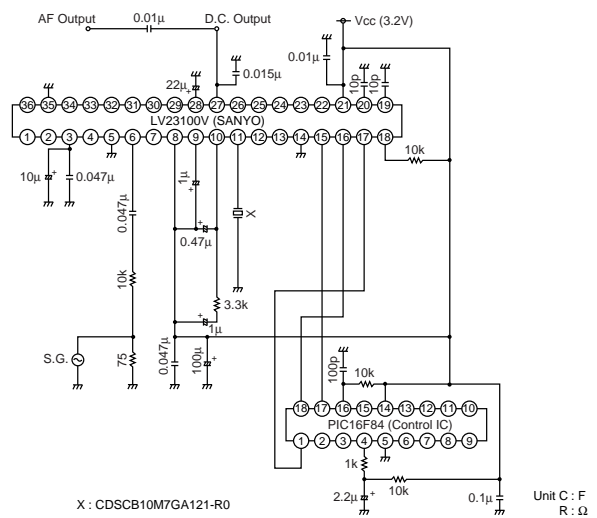 AF Output
0.01µ
D.C. Output
Vcc (3.2V)
0.01µ
0.015µ
22µ
+
10p
10p
36 35 34 33 32 31 30 29 28 27 26 25 24 23 22 21 20 19
LV23100V (SANYO)
1 2 3 4 5 6 7 8 9 10 11 12 13 14 15 16 17 18
10k
10µ
+
0.047µ
0.047µ
1µ
+
0.47µ
+
X
10k
3.3k
+
1µ
S.G.
75
0.047µ
100µ
+
100p
10k
18 17 16 15 14 13 12 11 10
PIC16F84 (Control IC)
1 2 3 4 5 6 7 8 9
1k
10k
2.2µ
+
0.1µ
X : CDSCB10M7GA121-R0
Unit C : F
R : Ω